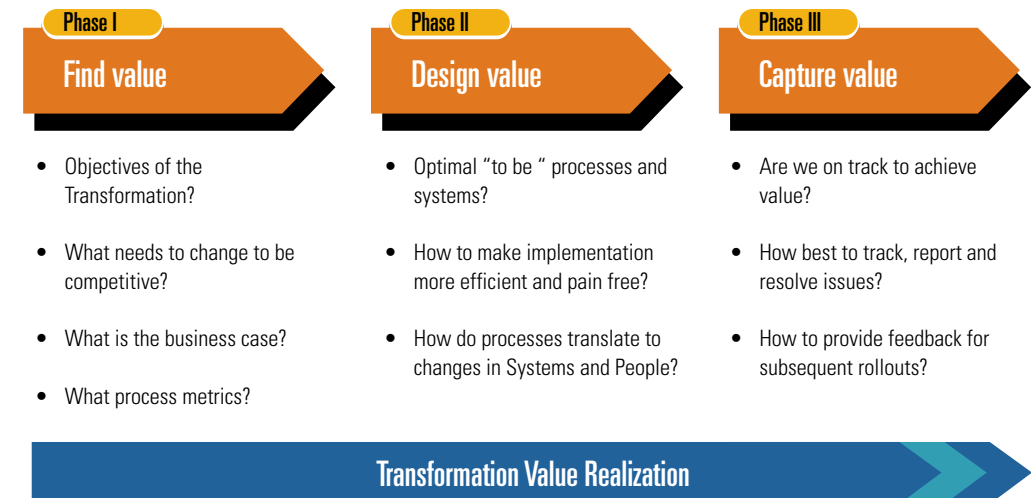 Phase I
Find value
• Objectives of the
Transformation?
• What needs to change to be
competitive?
• What is the business case?
• What process metrics?
Phase II
Design value
• Optimal “to be “ processes and
systems?
• How to make implementation
more efficient and pain free?
• How do processes translate to
changes in Systems and People?
Phase III
Capture value
• Are we on track to achieve
value?
• How best to track, report and
resolve issues?
• How to provide feedback for
subsequent rollouts?
Transformation Value Realization